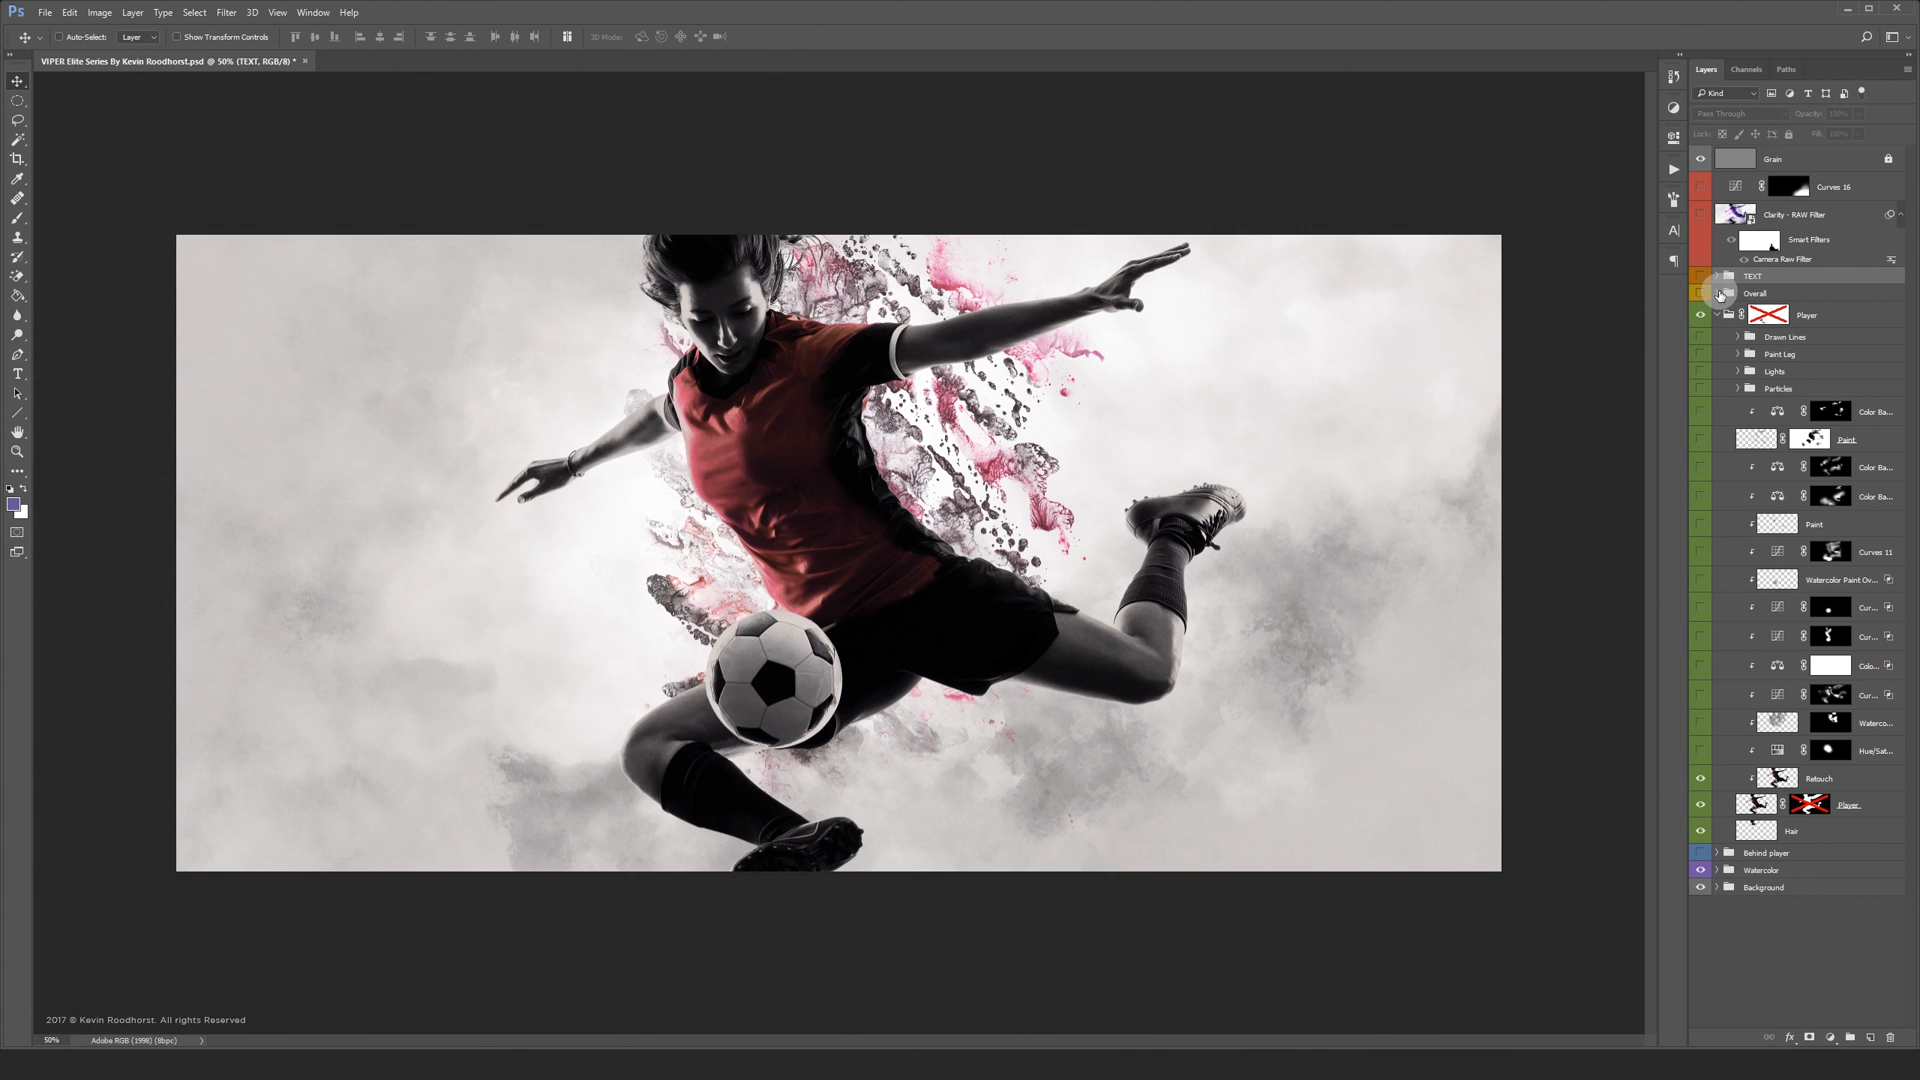 Ps File Edit Image Layer Type Select Filter 3D View Window Help
Auto-Select: Layer Show Transform Controls 3D Mode:
VIPER Elite Series By Kevin Roodhorst.psd @ 50% (TEXT, RGB/8) * ×
Layers Channels Paths
Kind
Pass Through Opacity: 100%
Lock: Fill: 100%
Grain
Curves 16
Clarity - RAW Filter
Smart Filters
Camera Raw Filter
TEXT
Overall
Player
Drawn Lines
Paint Leg
Lights
Particles
Color Ba...
Paint
Color Ba...
Color Ba...
Paint
Curves 11
Watercolor Paint Ov...
Cur...
Cur...
Colo...
Cur...
Waterco...
Hue/Sat...
Retouch
Player
Hair
Behind player
Watercolor
Background
2017 © Kevin Roodhorst. All rights Reserved
50% Adobe RGB (1998) (8bpc)
fx